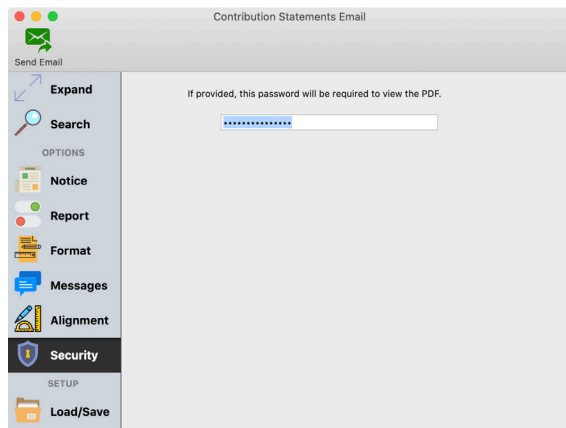 Contribution Statements Email
Send Email
Expand
Search
OPTIONS
Notice
Report
Format
Messages
Alignment
Security
SETUP
Load/Save
If provided, this password will be required to view the PDF.
•••••••••••••••